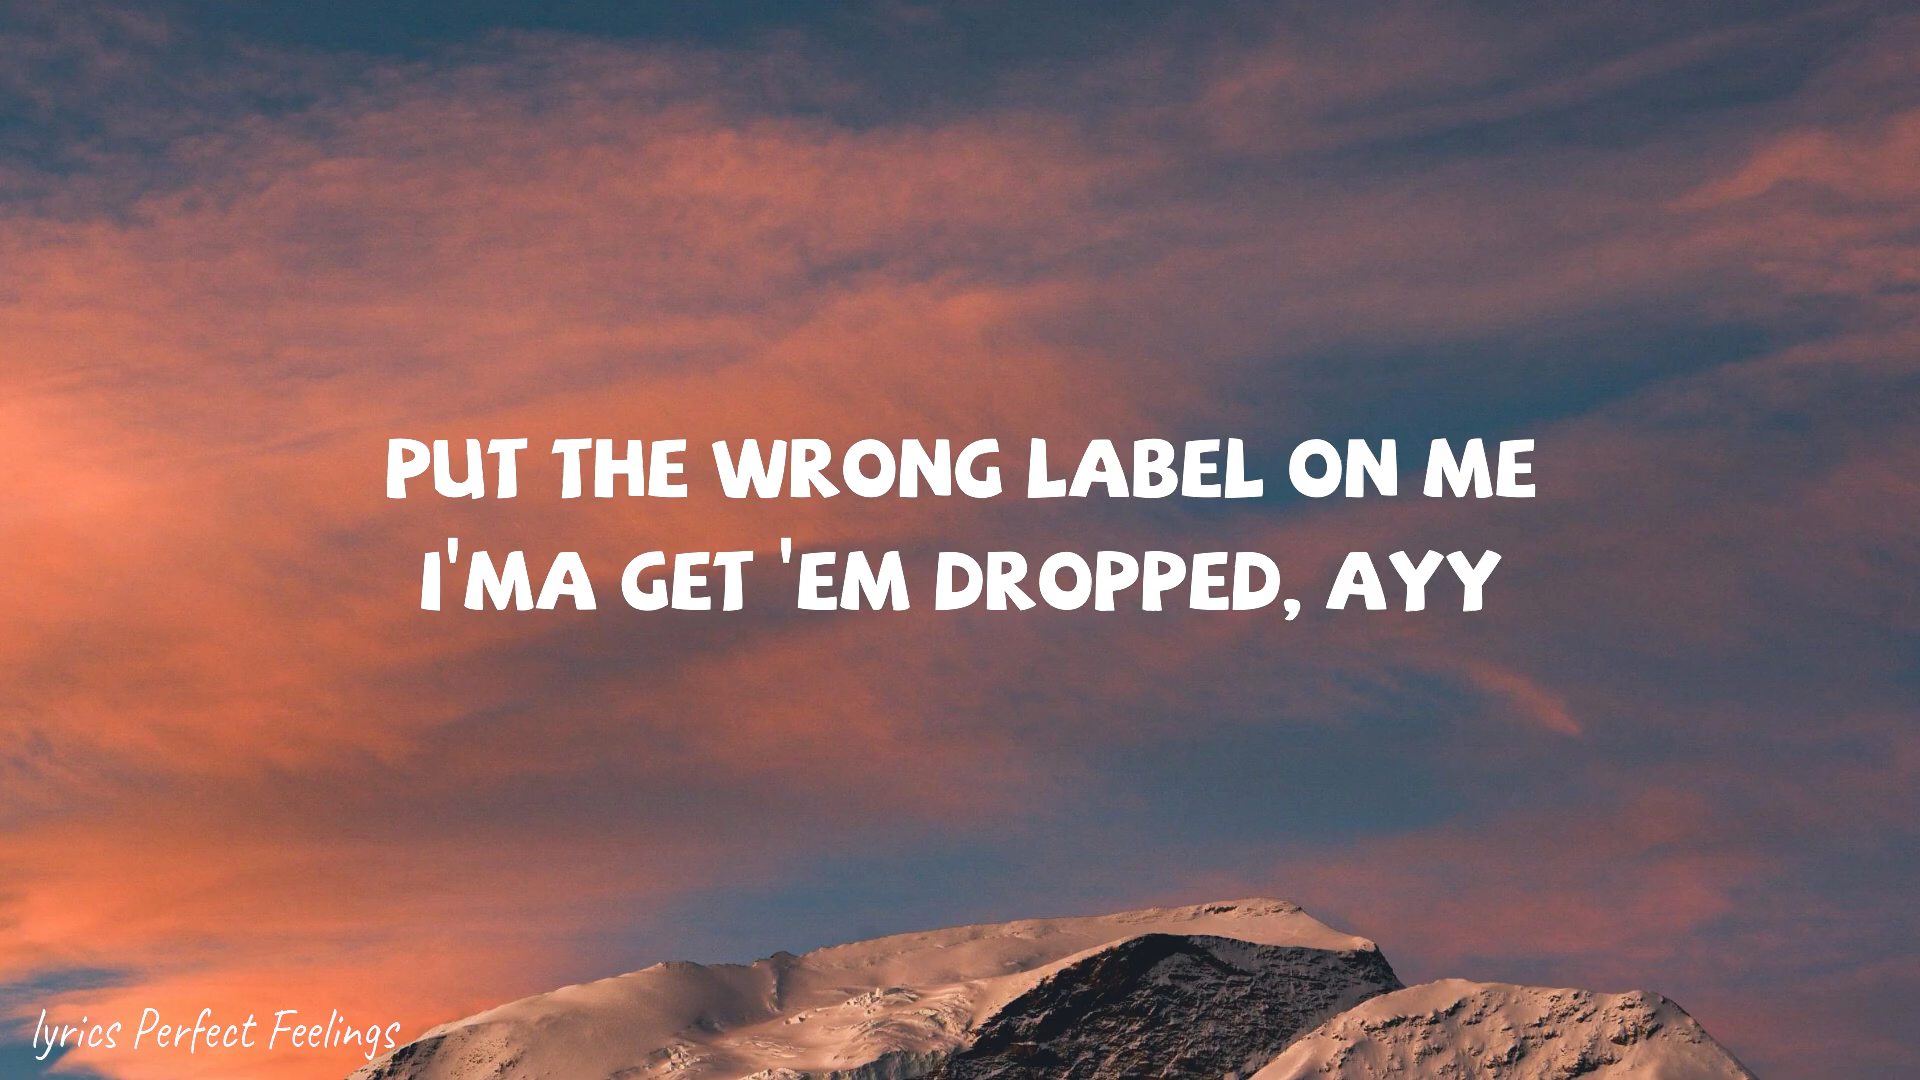 PUT THE WRONG LABEL ON ME
I'MA GET 'EM DROPPED, AYY
lyrics Perfect Feelings